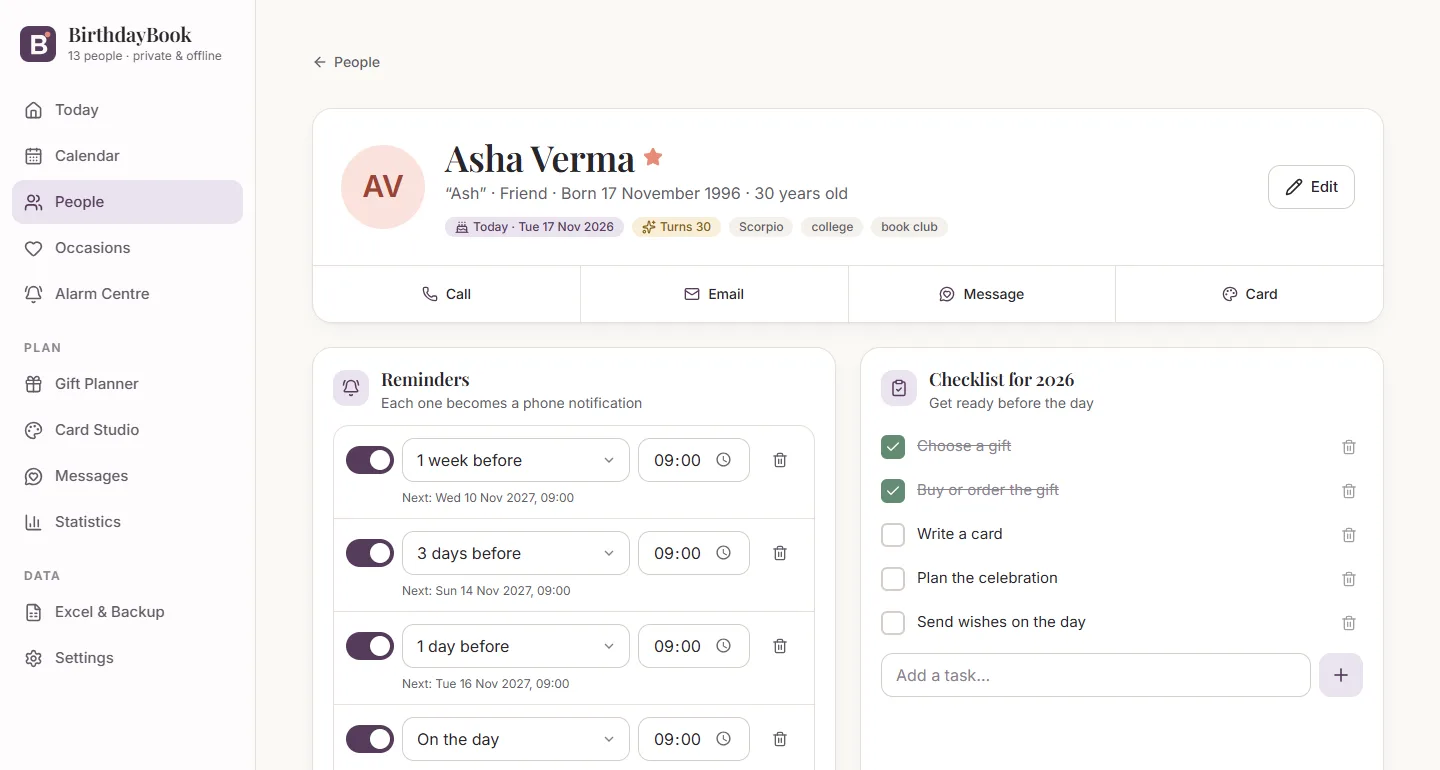 B
BirthdayBook
13 people · private & offline
Today
Calendar
People
Occasions
Alarm Centre
PLAN
Gift Planner
Card Studio
Messages
Statistics
DATA
Excel & Backup
Settings
People
AV
Asha Verma
“Ash” · Friend · Born 17 November 1996 · 30 years old
Today · Tue 17 Nov 2026
Turns 30
Scorpio
college
book club
Edit
Call
Email
Message
Card
Reminders
Each one becomes a phone notification
1 week before
09:00
Next: Wed 10 Nov 2027, 09:00
3 days before
09:00
Next: Sun 14 Nov 2027, 09:00
1 day before
09:00
Next: Tue 16 Nov 2027, 09:00
On the day
09:00
Checklist for 2026
Get ready before the day
Choose a gift
Buy or order the gift
Write a card
Plan the celebration
Send wishes on the day
Add a task...